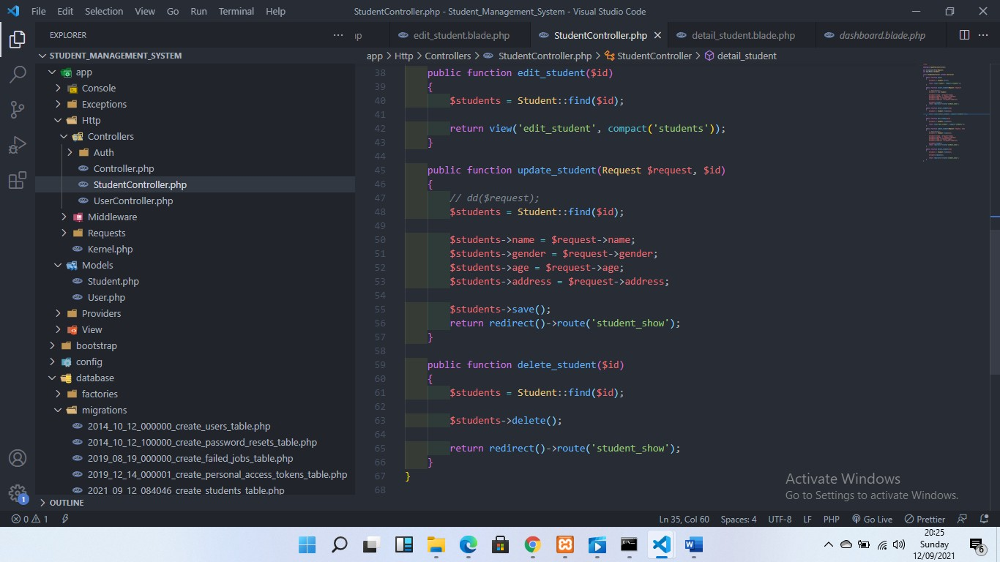 File Edit Selection View Go Run Terminal Help StudentController.php - Student_Management_System - Visual Studio Code
EXPLORER
edit_student.blade.php StudentController.php detail_student.blade.php dashboard.blade.php
STUDENT_MANAGEMENT_SYSTEM
app > Http > Controllers > StudentController.php > StudentController > detail_student
app
Console
Exceptions
Http
Controllers
Auth
Controller.php
StudentController.php
UserController.php
Middleware
Requests
Kernel.php
Models
Student.php
User.php
Providers
View
bootstrap
config
database
factories
migrations
2014_10_12_000000_create_users_table.php
2014_10_12_100000_create_password_resets_table.php
2019_08_19_000000_create_failed_jobs_table.php
2019_12_14_000001_create_personal_access_tokens_table.php
2021_09_12_084046_create_students_table.php
OUTLINE
38 public function edit_student($id)
39 {
40 $students = Student::find($id);
41
42 return view('edit_student', compact('students'));
43 }
44
45 public function update_student(Request $request, $id)
46 {
47 // dd($request);
48 $students = Student::find($id);
49
50 $students->name = $request->name;
51 $students->gender = $request->gender;
52 $students->age = $request->age;
53 $students->address = $request->address;
54
55 $students->save();
56 return redirect()->route('student_show');
57 }
58
59 public function delete_student($id)
60 {
61 $students = Student::find($id);
62
63 $students->delete();
64
65 return redirect()->route('student_show');
66 }
67 }
68
Activate Windows
Go to Settings to activate Windows.
1
0 1 Ln 35, Col 60 Spaces: 4 UTF-8 LF PHP Go Live Prettier
20:25
Sunday
12/09/2021
6